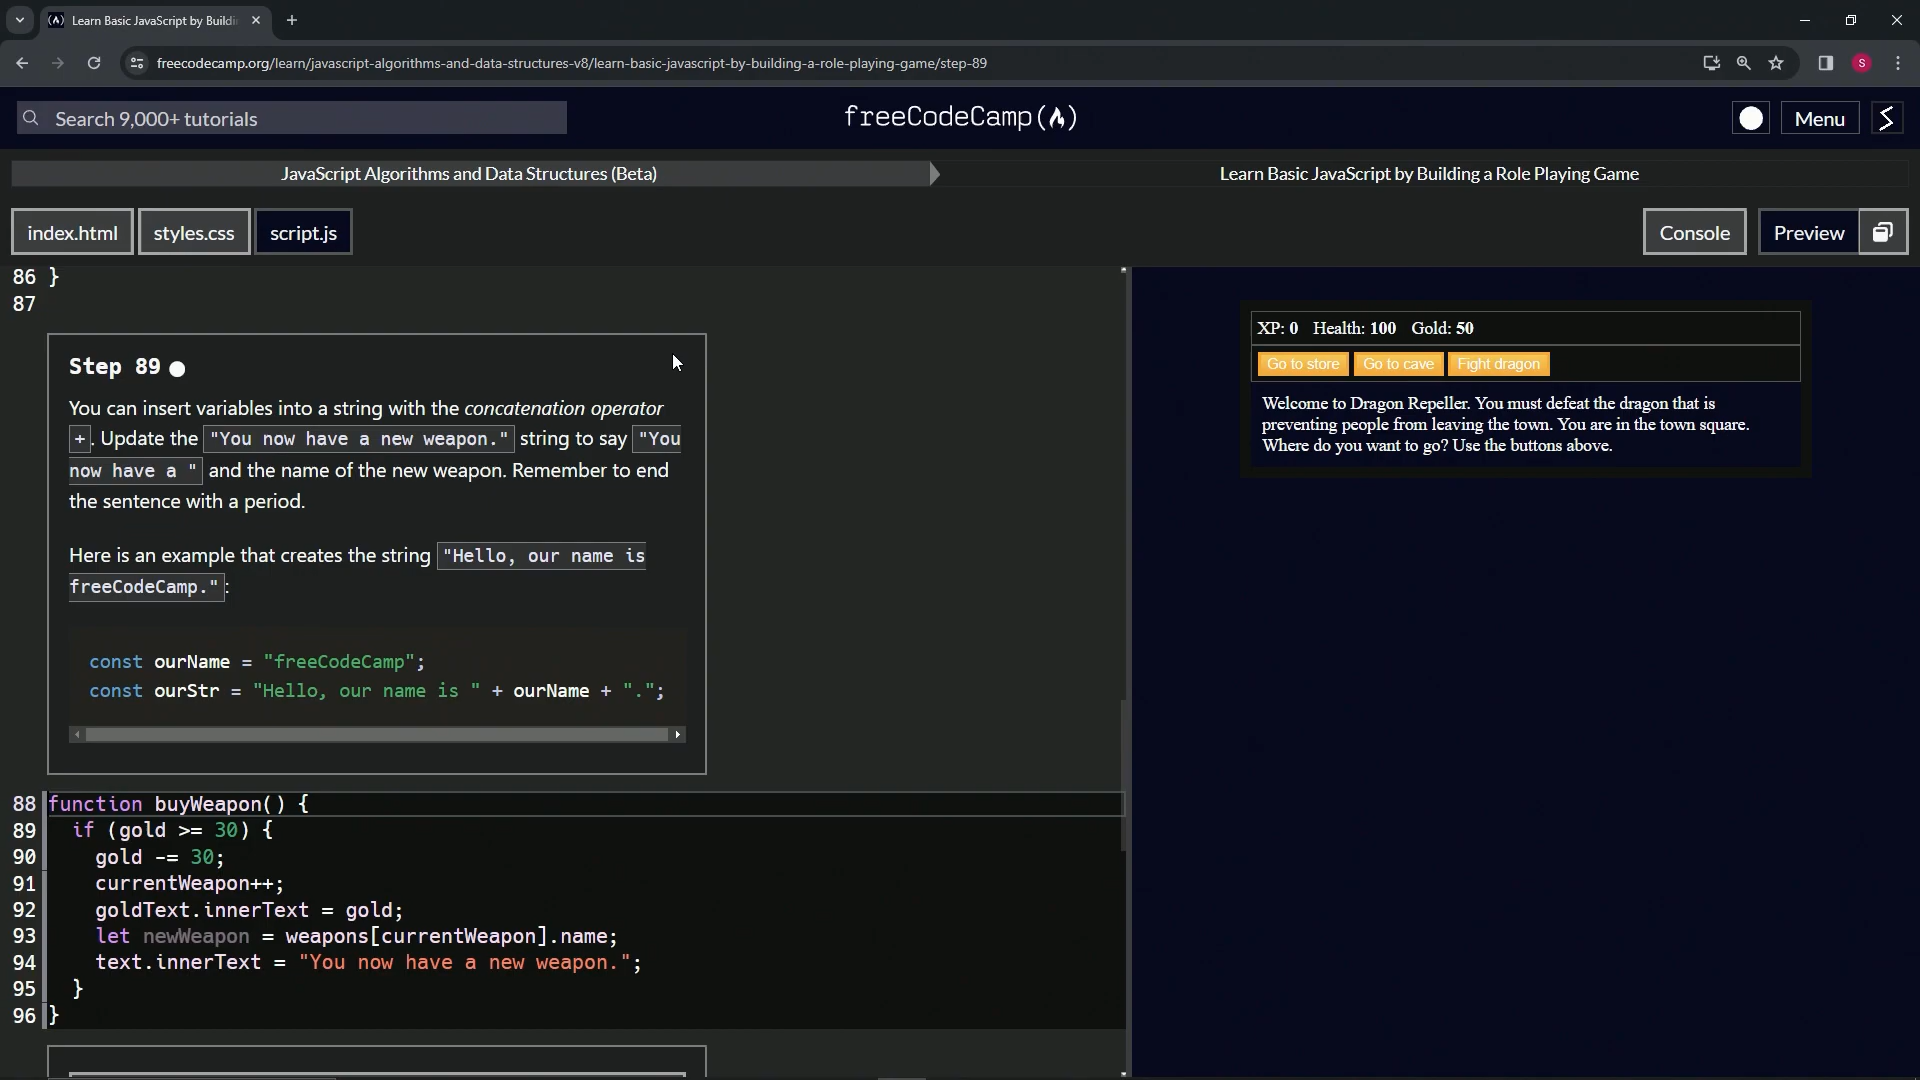 Learn Basic JavaScript by Buildi
freecodecamp.org/learn/javascript-algorithms-and-data-structures-v8/learn-basic-javascript-by-building-a-role-playing-game/step-89
S
Search 9,000+ tutorials
freeCodeCamp(🔥)
Menu
JavaScript Algorithms and Data Structures (Beta)
Learn Basic JavaScript by Building a Role Playing Game
index.html
styles.css
script.js
Console
Preview
86 }
87
Step 89
You can insert variables into a string with the concatenation operator
+. Update the "You now have a new weapon." string to say "You
now have a " and the name of the new weapon. Remember to end
the sentence with a period.
Here is an example that creates the string "Hello, our name is
freeCodeCamp.":
const ourName = "freeCodeCamp";
const ourStr = "Hello, our name is " + ourName + ".";
88 function buyWeapon() {
89   if (gold >= 30) {
90     gold -= 30;
91     currentWeapon++;
92     goldText.innerText = gold;
93     let newWeapon = weapons[currentWeapon].name;
94     text.innerText = "You now have a new weapon.";
95   }
96 }
XP: 0 Health: 100 Gold: 50
Go to store Go to cave Fight dragon
Welcome to Dragon Repeller. You must defeat the dragon that is
preventing people from leaving the town. You are in the town square.
Where do you want to go? Use the buttons above.